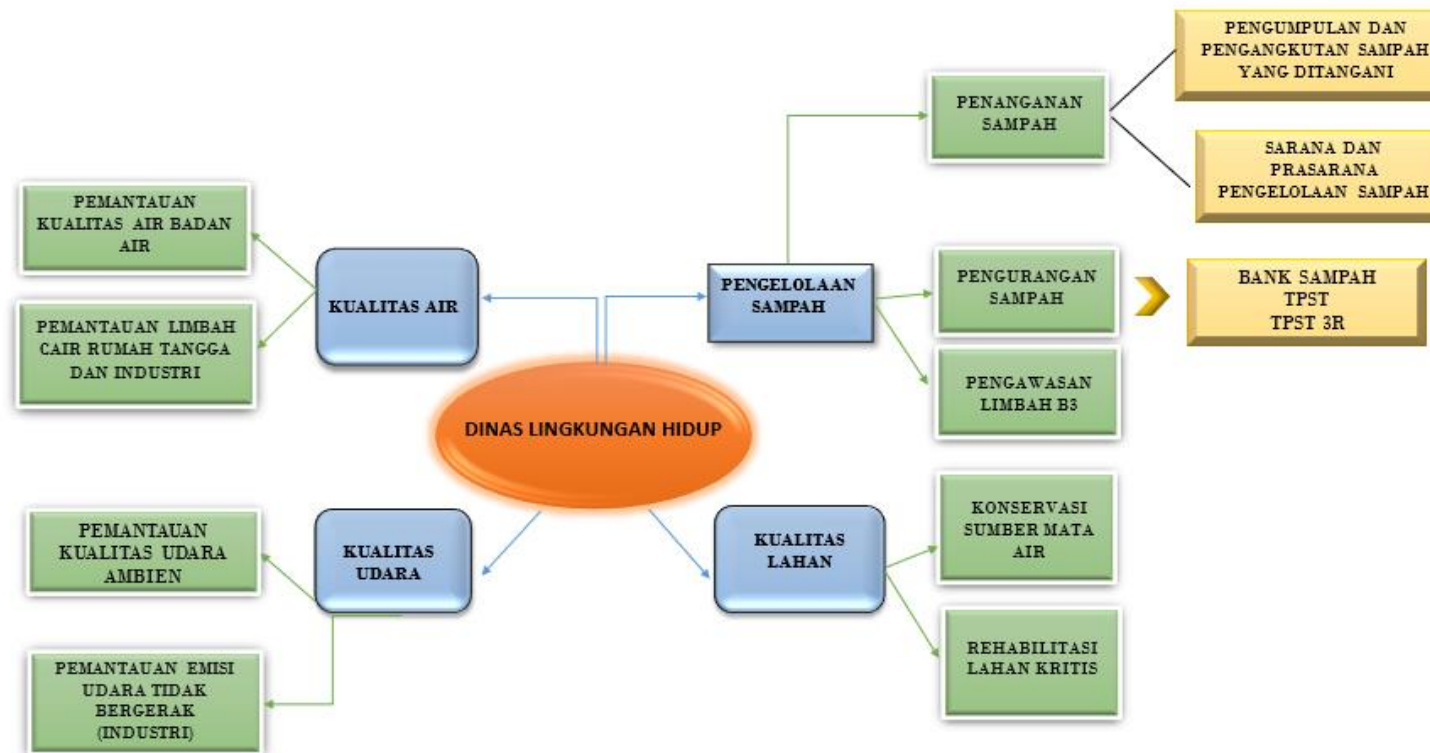 PENGUMPULAN DAN
PENGANGKUTAN SAMPAH
YANG DITANGANI
PENANGANAN
SAMPAH
SARANA DAN
PRASARANA
PENGELOLAAN SAMPAH
PEMANTAUAN
KUALITAS AIR BADAN
AIR
KUALITAS AIR
PEMANTAUAN LIMBAH
CAIR RUMAH TANGGA
DAN INDUSTRI
PENGELOLAAN
SAMPAH
PENGURANGAN
SAMPAH
BANK SAMPAH
TPST
TPST 3R
PENGAWASAN
LIMBAH B3
DINAS LINGKUNGAN HIDUP
PEMANTAUAN
KUALITAS UDARA
AMBIEN
KUALITAS
UDARA
PEMANTAUAN EMISI
UDARA TIDAK
BERGERAK
(INDUSTRI)
KUALITAS
LAHAN
KONSERVASI
SUMBER MATA
AIR
REHABILITASI
LAHAN KRITIS